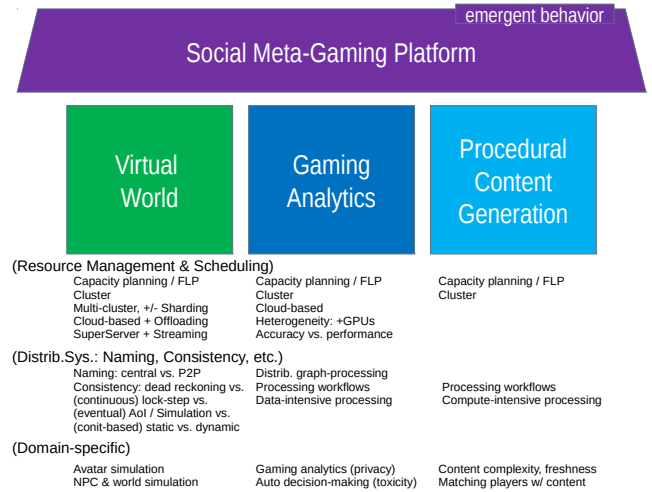 emergent behavior
Social Meta-Gaming Platform
Virtual
World
Gaming
Analytics
Procedural
Content
Generation
(Resource Management & Scheduling)
Capacity planning / FLP
Cluster
Multi-cluster, +/- Sharding
Cloud-based + Offloading
SuperServer + Streaming
Capacity planning / FLP
Cluster
Cloud-based
Heterogeneity: +GPUs
Accuracy vs. performance
Capacity planning / FLP
Cluster
(Distrib.Sys.: Naming, Consistency, etc.)
Naming: central vs. P2P
Consistency: dead reckoning vs.
(continuous) lock-step vs.
(eventual) AoI / Simulation vs.
(conit-based) static vs. dynamic
Distrib. graph-processing
Processing workflows
Data-intensive processing
Processing workflows
Compute-intensive processing
(Domain-specific)
Avatar simulation
NPC & world simulation
Gaming analytics (privacy)
Auto decision-making (toxicity)
Content complexity, freshness
Matching players w/ content